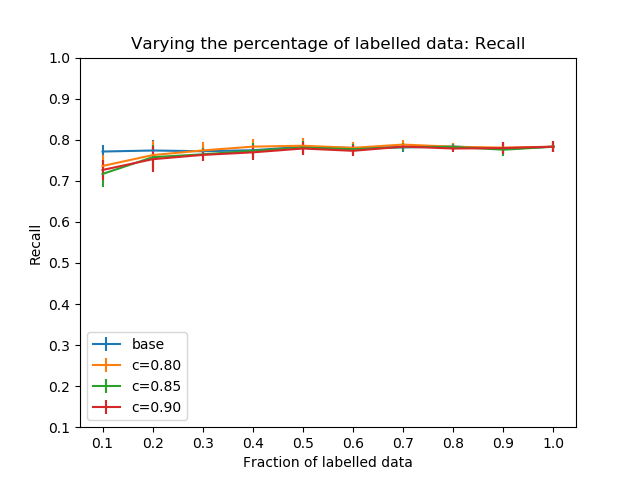 Varying the percentage of labelled data: Recall
1.0
0.9
0.8
0.7
0.6
0.5
0.4
0.3
0.2
0.1
Recall
base
c=0.80
c=0.85
c=0.90
0.1 0.2 0.3 0.4 0.5 0.6 0.7 0.8 0.9 1.0
Fraction of labelled data